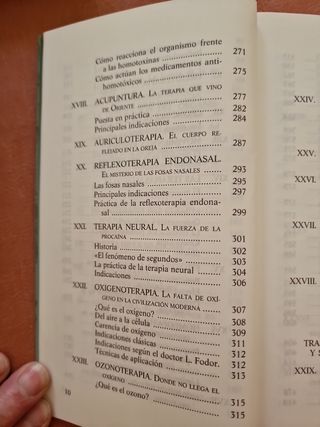 Cómo reacciona el organismo frente
a las homotoxinas ........ 271
Cómo actúan los medicamentos anti-
homotóxicos ........ 275
XVIII. ACUPUNTURA. LA TERAPIA QUE VINO
DE ORIENTE ........ 277
Puesta en práctica ........ 282
Principales indicaciones ........ 284
XIX. AURICULOTERAPIA. EL CUERPO RE-
FLEJADO EN LA OREJA ........ 287
XX. REFLEXOTERAPIA ENDONASAL.
EL MISTERIO DE LAS FOSAS NASALES ........ 293
Las fosas nasales ........ 295
Principales indicaciones ........ 297
Práctica de la reflexoterapia endona-
sal ........ 299
XXI. TERAPIA NEURAL. LA FUERZA DE LA
PROCAÍNA ........ 301
Historia ........ 302
«El fenómeno de segundos» ........ 303
La práctica de la terapia neural ........ 304
Indicaciones ........ 306
XXII. OXIGENOTERAPIA. LA FALTA DE OXÍ-
GENO EN LA CIVILIZACIÓN MODERNA ........ 307
¿Qué es el oxígeno? ........ 308
Del aire a la célula ........ 309
Carencia de oxígeno ........ 311
Indicaciones clásicas ........ 311
Indicaciones según el doctor L. Fodor. 312
Técnicas de aplicación ........ 313
XXIII. OZONOTERAPIA. DONDE NO LLEGA EL
OXÍGENO ........ 315
¿Qué es el ozono? ........ 315
10
XXIV.
XXV.
XXVI
XXVII
XXVIII
TRA
Y S
XXIX.